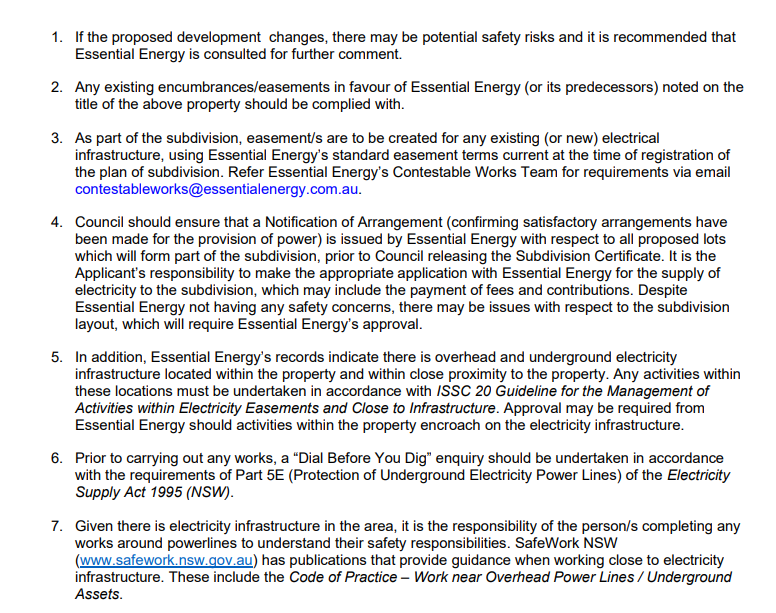 1. If the proposed development changes, there may be potential safety risks and it is recommended that
Essential Energy is consulted for further comment.
2. Any existing encumbrances/easements in favour of Essential Energy (or its predecessors) noted on the
title of the above property should be complied with.
3. As part of the subdivision, easement/s are to be created for any existing (or new) electrical
infrastructure, using Essential Energy's standard easement terms current at the time of registration of
the plan of subdivision. Refer Essential Energy's Contestable Works Team for requirements via email
contestableworks@essentialenergy.com.au.
4. Council should ensure that a Notification of Arrangement (confirming satisfactory arrangements have
been made for the provision of power) is issued by Essential Energy with respect to all proposed lots
which will form part of the subdivision, prior to Council releasing the Subdivision Certificate. It is the
Applicant's responsibility to make the appropriate application with Essential Energy for the supply of
electricity to the subdivision, which may include the payment of fees and contributions. Despite
Essential Energy not having any safety concerns, there may be issues with respect to the subdivision
layout, which will require Essential Energy's approval.
5. In addition, Essential Energy's records indicate there is overhead and underground electricity
infrastructure located within the property and within close proximity to the property. Any activities within
these locations must be undertaken in accordance with ISSC 20 Guideline for the Management of
Activities within Electricity Easements and Close to Infrastructure. Approval may be required from
Essential Energy should activities within the property encroach on the electricity infrastructure.
6. Prior to carrying out any works, a “Dial Before You Dig” enquiry should be undertaken in accordance
with the requirements of Part 5E (Protection of Underground Electricity Power Lines) of the Electricity
Supply Act 1995 (NSW).
7. Given there is electricity infrastructure in the area, it is the responsibility of the person/s completing any
works around powerlines to understand their safety responsibilities. SafeWork NSW
(www.safework.nsw.gov.au) has publications that provide guidance when working close to electricity
infrastructure. These include the Code of Practice – Work near Overhead Power Lines / Underground
Assets.